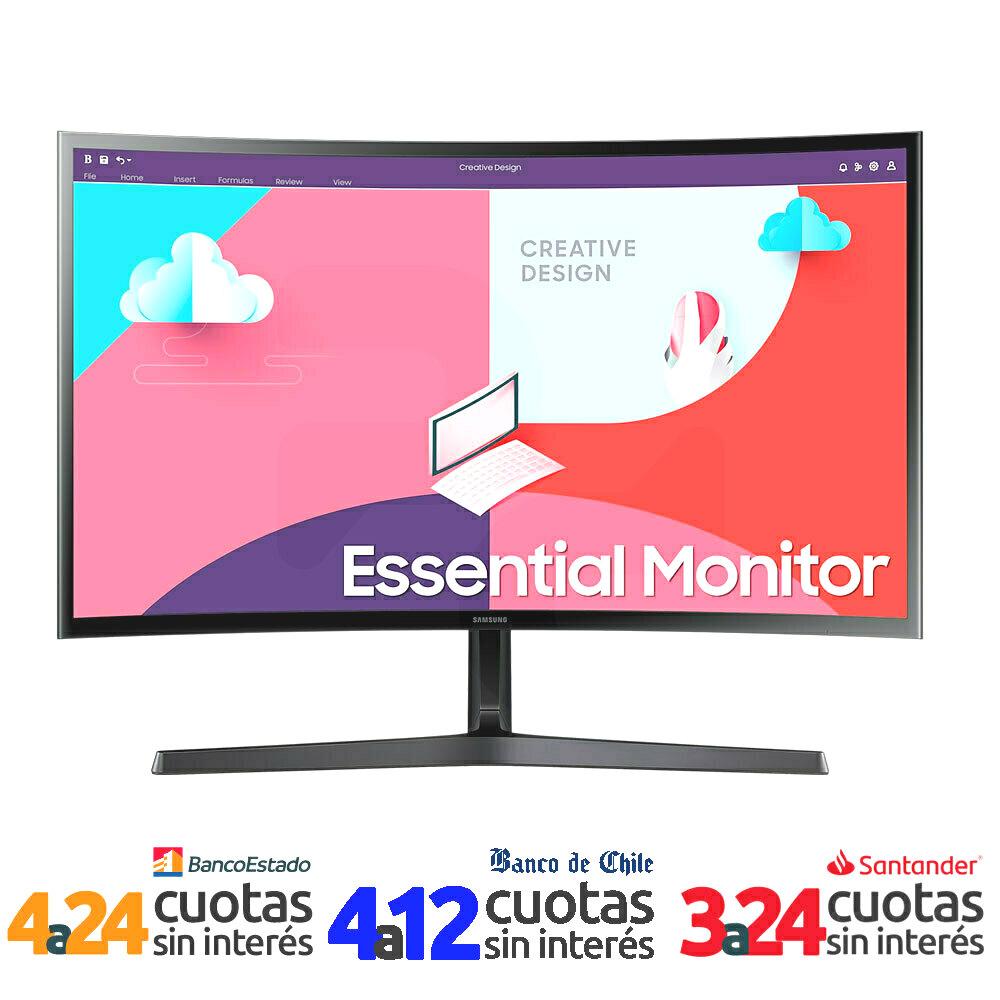 B
Creative Design
File Home Insert Formulas Review View
CREATIVE
DESIGN
Essential Monitor
SAMSUNG
BancoEstado
4a24 cuotas
sin interés
Banco de Chile
4a12 cuotas
sin interés
Santander
3a24 cuotas
sin interés